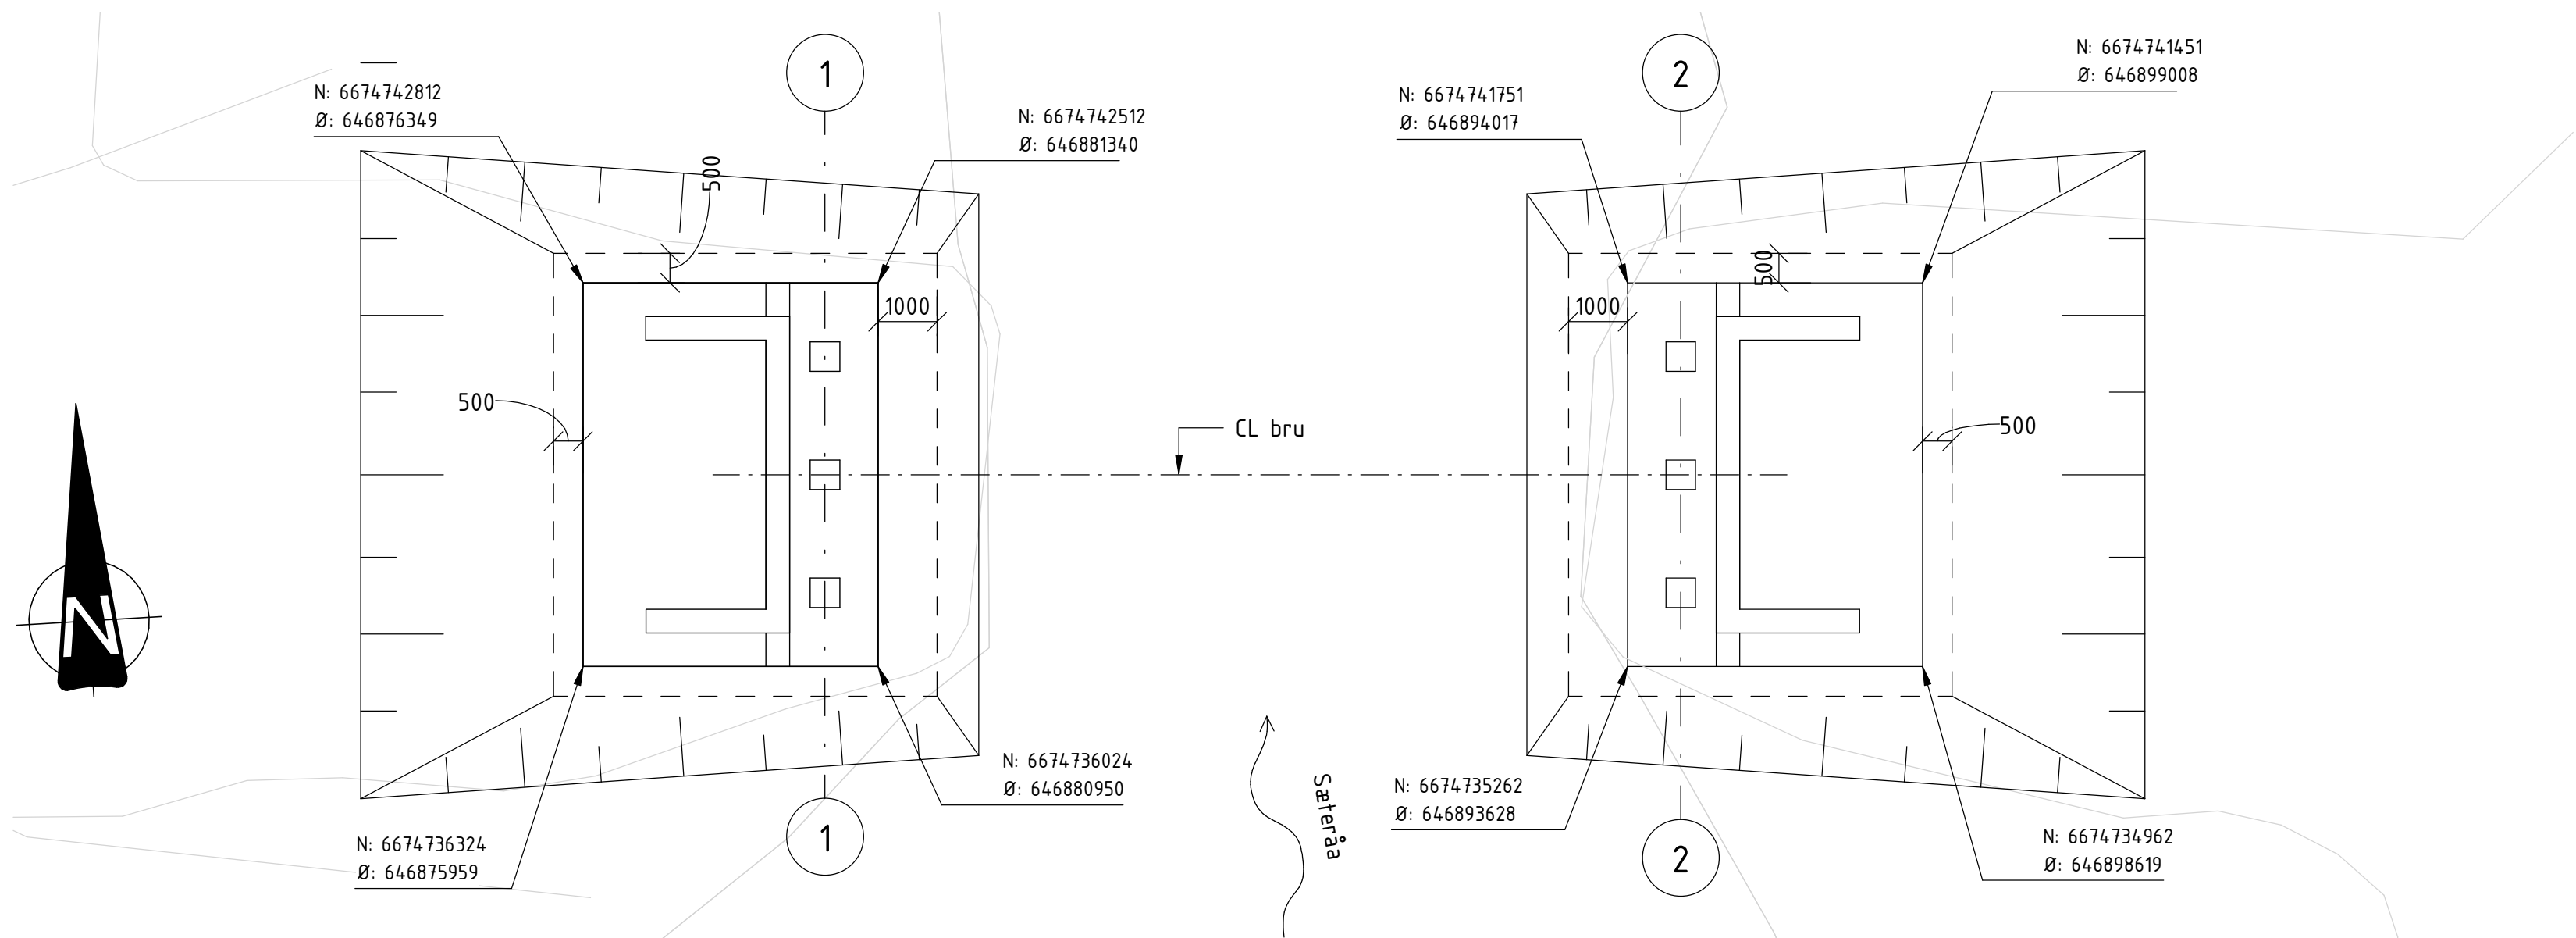 1
2
N: 6674741451
Ø: 646899008
N: 6674742812
Ø: 646876349
N: 6674741751
Ø: 646894017
N: 6674742512
Ø: 646881340
500
500
1000
1000
500
CL bru
500
N
N: 6674736024
Ø: 646880950
Sæteråa
N: 6674735262
Ø: 646893628
N: 6674736324
Ø: 646875959
1
2
N: 6674734962
Ø: 646898619